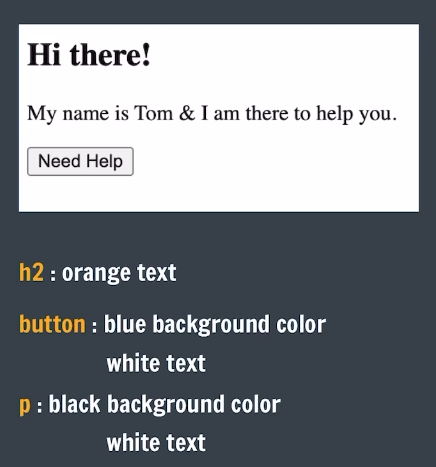 Hi there!
My name is Tom & I am there to help you.
Need Help
h2 : orange text
button : blue background color
white text
p : black background color
white text